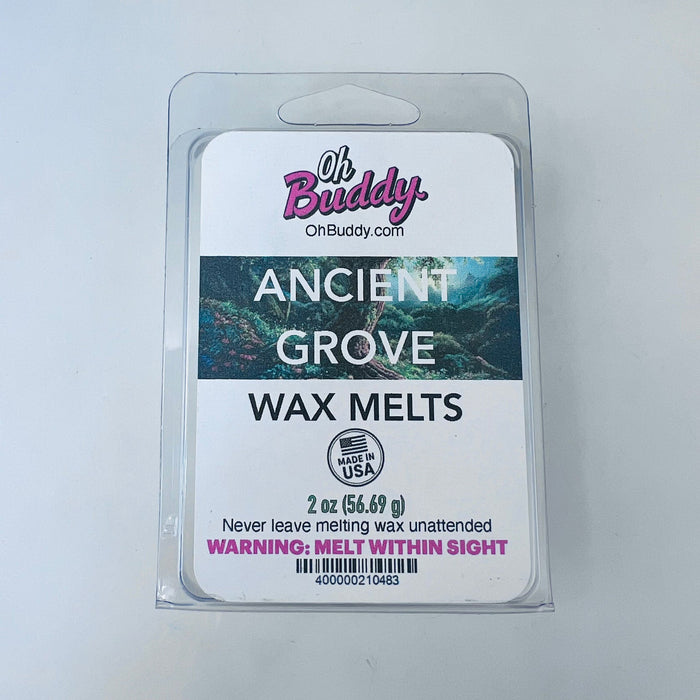 Oh
Buddy
OhBuddy.com
ANCIENT
GROVE
WAX MELTS
MADE IN
USA
2 oz (56.69 g)
Never leave melting wax unattended
WARNING: MELT WITHIN SIGHT
400000210483